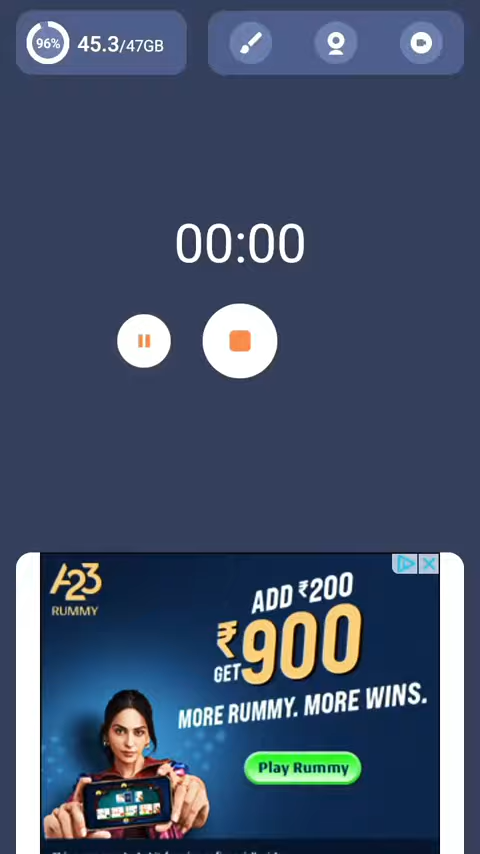 96% 45.3/47GB
00:00
A23
RUMMY
ADD ₹200
GET ₹900
MORE RUMMY. MORE WINS.
Play Rummy